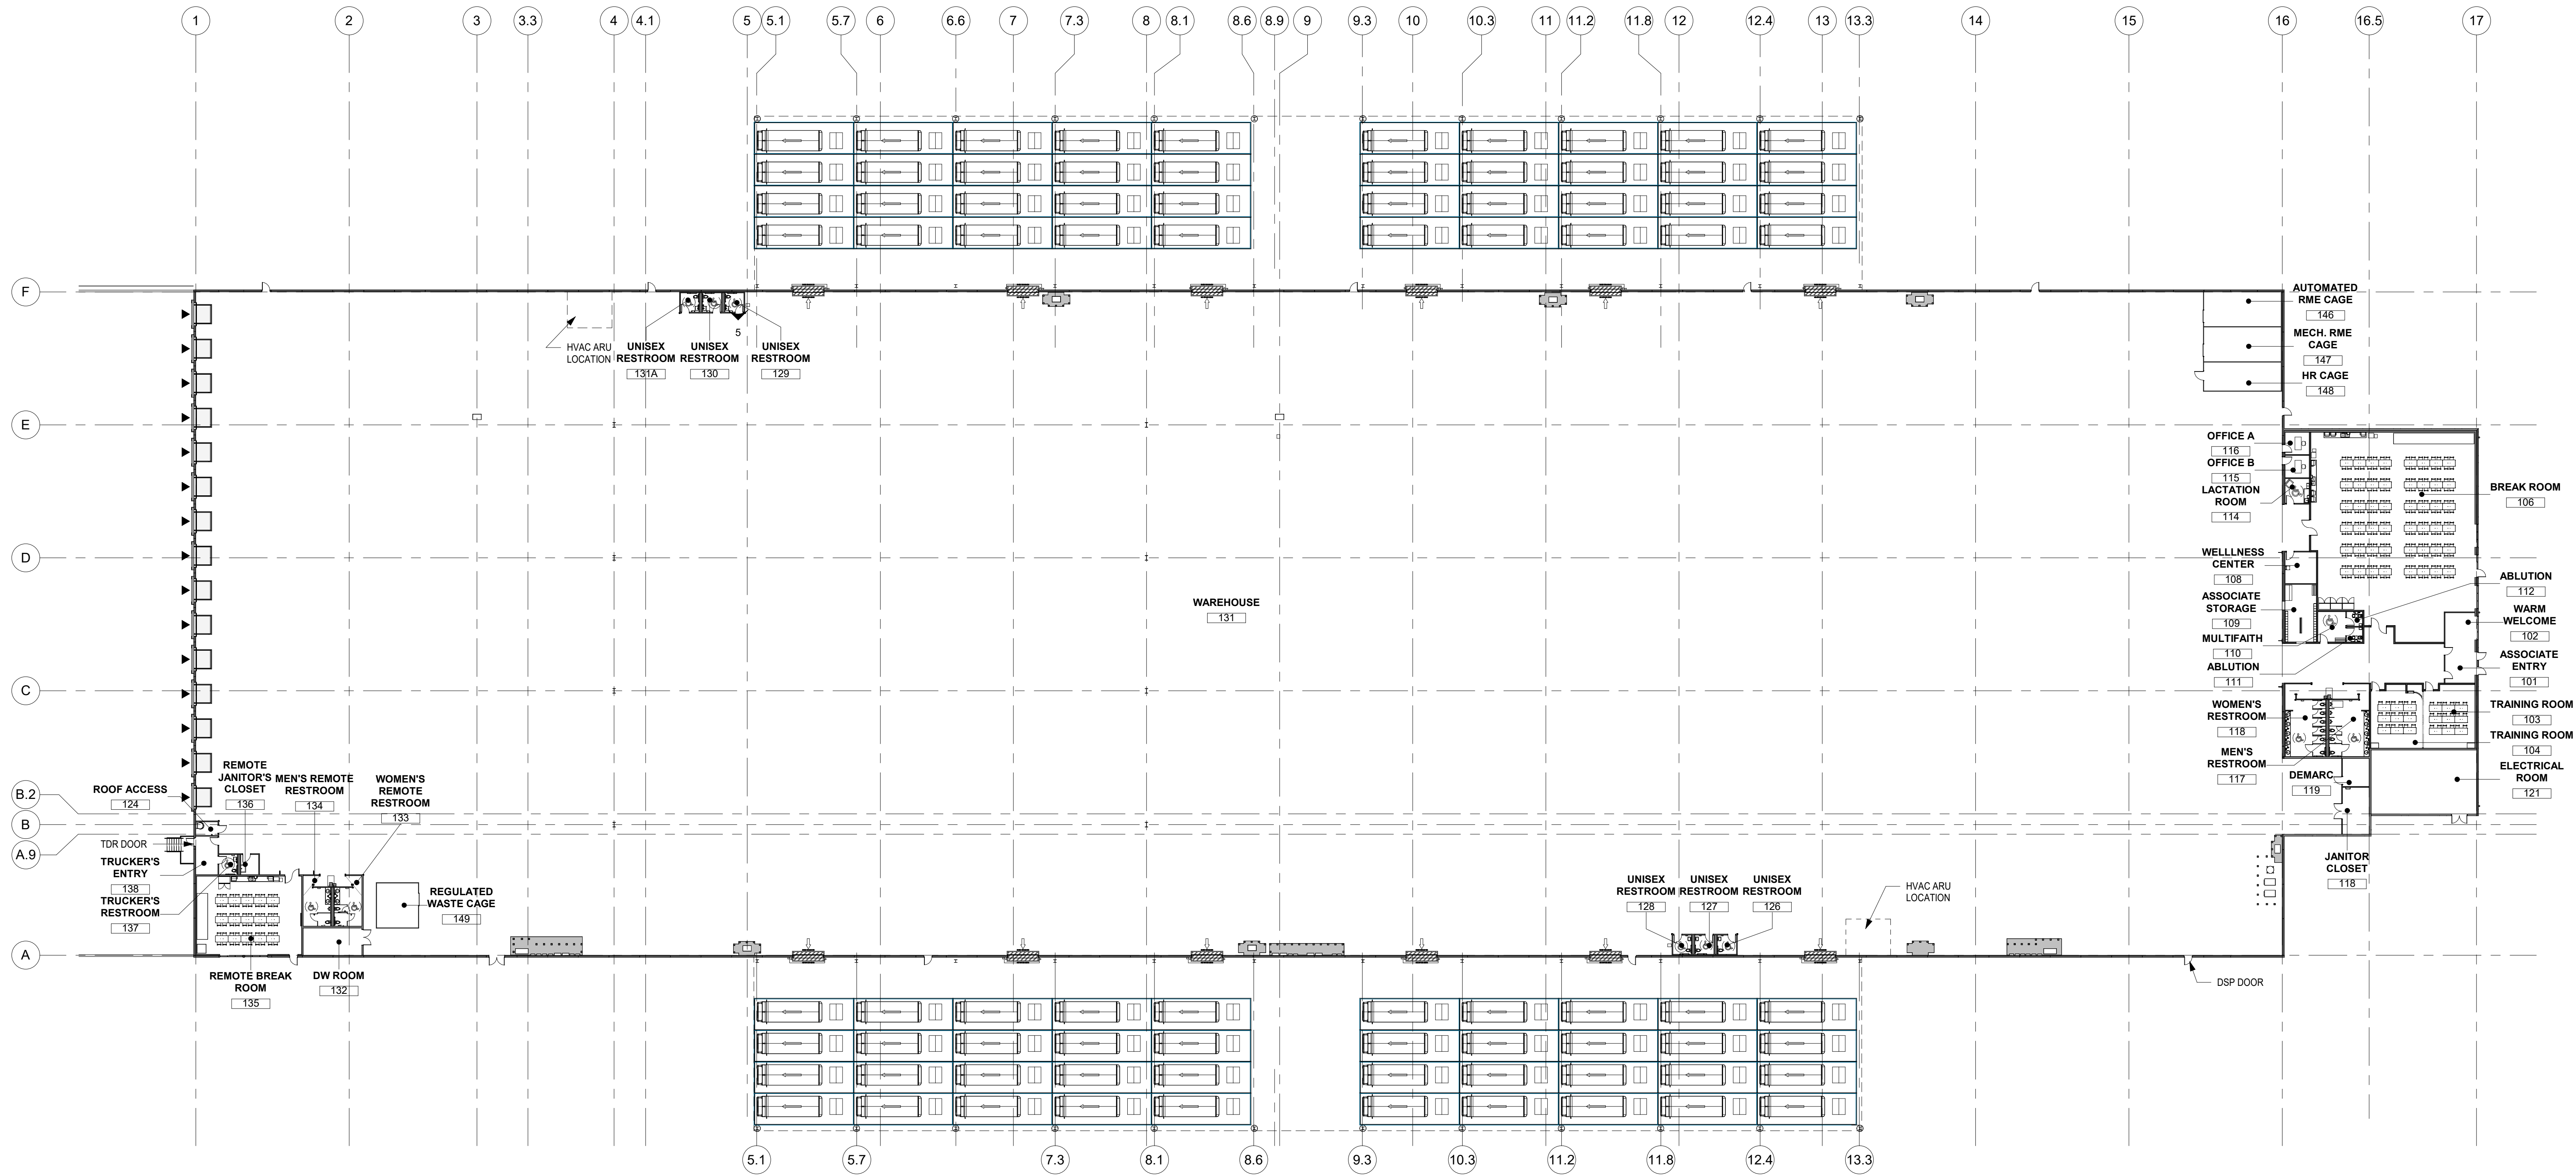 1
2
3
3.3
4
4.1
5
5.1
5.7
6
6.6
7
7.3
8
8.1
8.6
8.9
9
9.3
10
10.3
11
11.2
11.8
12
12.4
13
13.3
14
15
16
16.5
17
F
E
D
C
B.2
B
A.9
A
HVAC ARU
LOCATION
UNISEX
RESTROOM
131A
UNISEX
RESTROOM
130
5
UNISEX
RESTROOM
129
AUTOMATED
RME CAGE
146
MECH. RME
CAGE
147
HR CAGE
148
OFFICE A
116
OFFICE B
115
LACTATION
ROOM
114
BREAK ROOM
106
WELLLNESS
CENTER
108
ASSOCIATE
STORAGE
109
MULTIFAITH
110
ABLUTION
111
ABLUTION
112
WARM
WELCOME
102
ASSOCIATE
ENTRY
101
WAREHOUSE
131
WOMEN'S
RESTROOM
118
MEN'S
RESTROOM
117
DEMARC
119
TRAINING ROOM
103
TRAINING ROOM
104
ELECTRICAL
ROOM
121
JANITOR
CLOSET
118
ROOF ACCESS
124
REMOTE
JANITOR'S
CLOSET
136
MEN'S REMOTE
RESTROOM
134
WOMEN'S
REMOTE
RESTROOM
133
TDR DOOR
TRUCKER'S
ENTRY
138
TRUCKER'S
RESTROOM
137
REGULATED
WASTE CAGE
149
REMOTE BREAK
ROOM
135
DW ROOM
132
UNISEX
RESTROOM
128
UNISEX
RESTROOM
127
UNISEX
RESTROOM
126
HVAC ARU
LOCATION
DSP DOOR
5.1
5.7
7.3
8.1
8.6
9.3
10.3
11.2
11.8
12.4
13.3